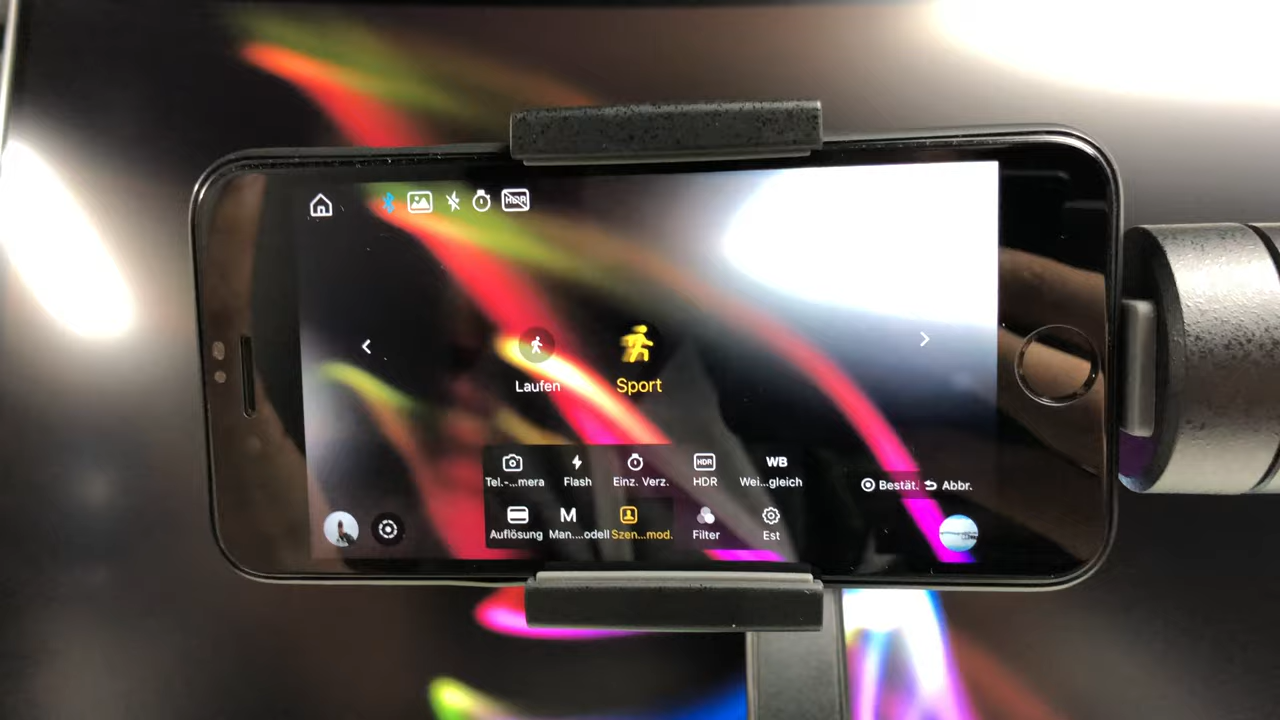 HDR
Laufen Sport
Tel.-...mera Flash Einz. Verz. HDR WB Wei...gleich
Bestät. Abbr.
Auflösung M Man....odell Szen...mod. Filter Est